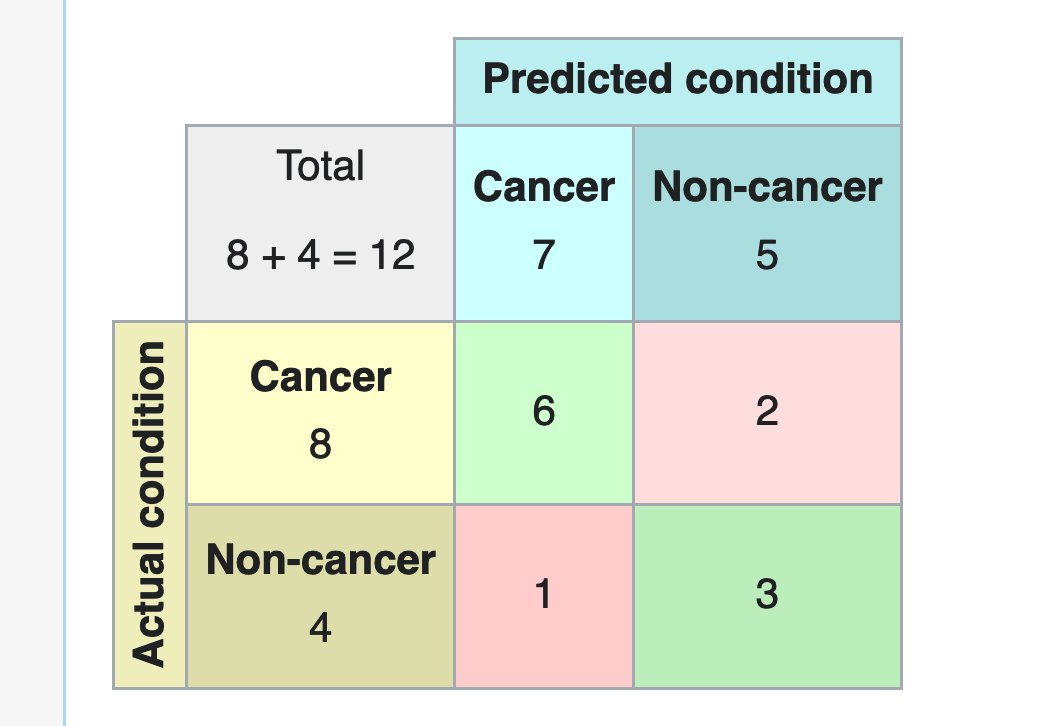 Predicted condition
Total
8 + 4 = 12
Cancer
7
Non-cancer
5
Actual condition
Cancer
8
6
2
Non-cancer
4
1
3